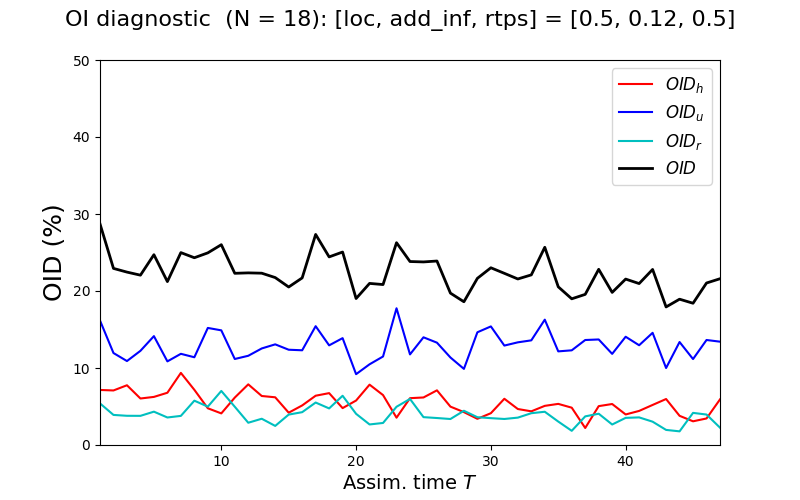 OI diagnostic  (N = 18): [loc, add_inf, rtps] = [0.5, 0.12, 0.5]
OID (%)
50
40
30
20
10
0
OID_h
OID_u
OID_r
OID
10 20 30 40
Assim. time T